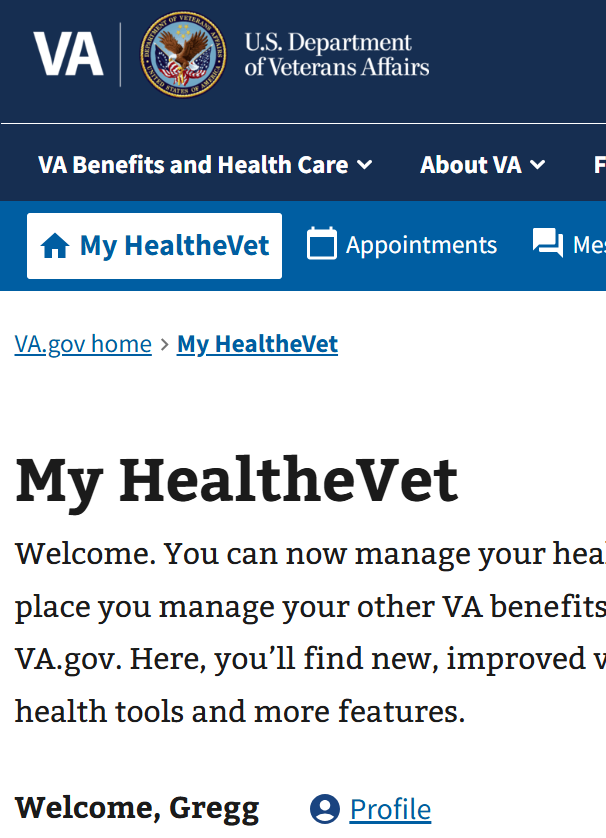 VA
DEPARTMENT OF VETERANS AFFAIRS
UNITED STATES OF AMERICA
U.S. Department
of Veterans Affairs
VA Benefits and Health Care
About VA
F
My HealtheVet
Appointments
Mes
VA.gov home > My HealtheVet
My HealtheVet
Welcome. You can now manage your heal
place you manage your other VA benefits
VA.gov. Here, you’ll find new, improved v
health tools and more features.
Welcome, Gregg
Profile